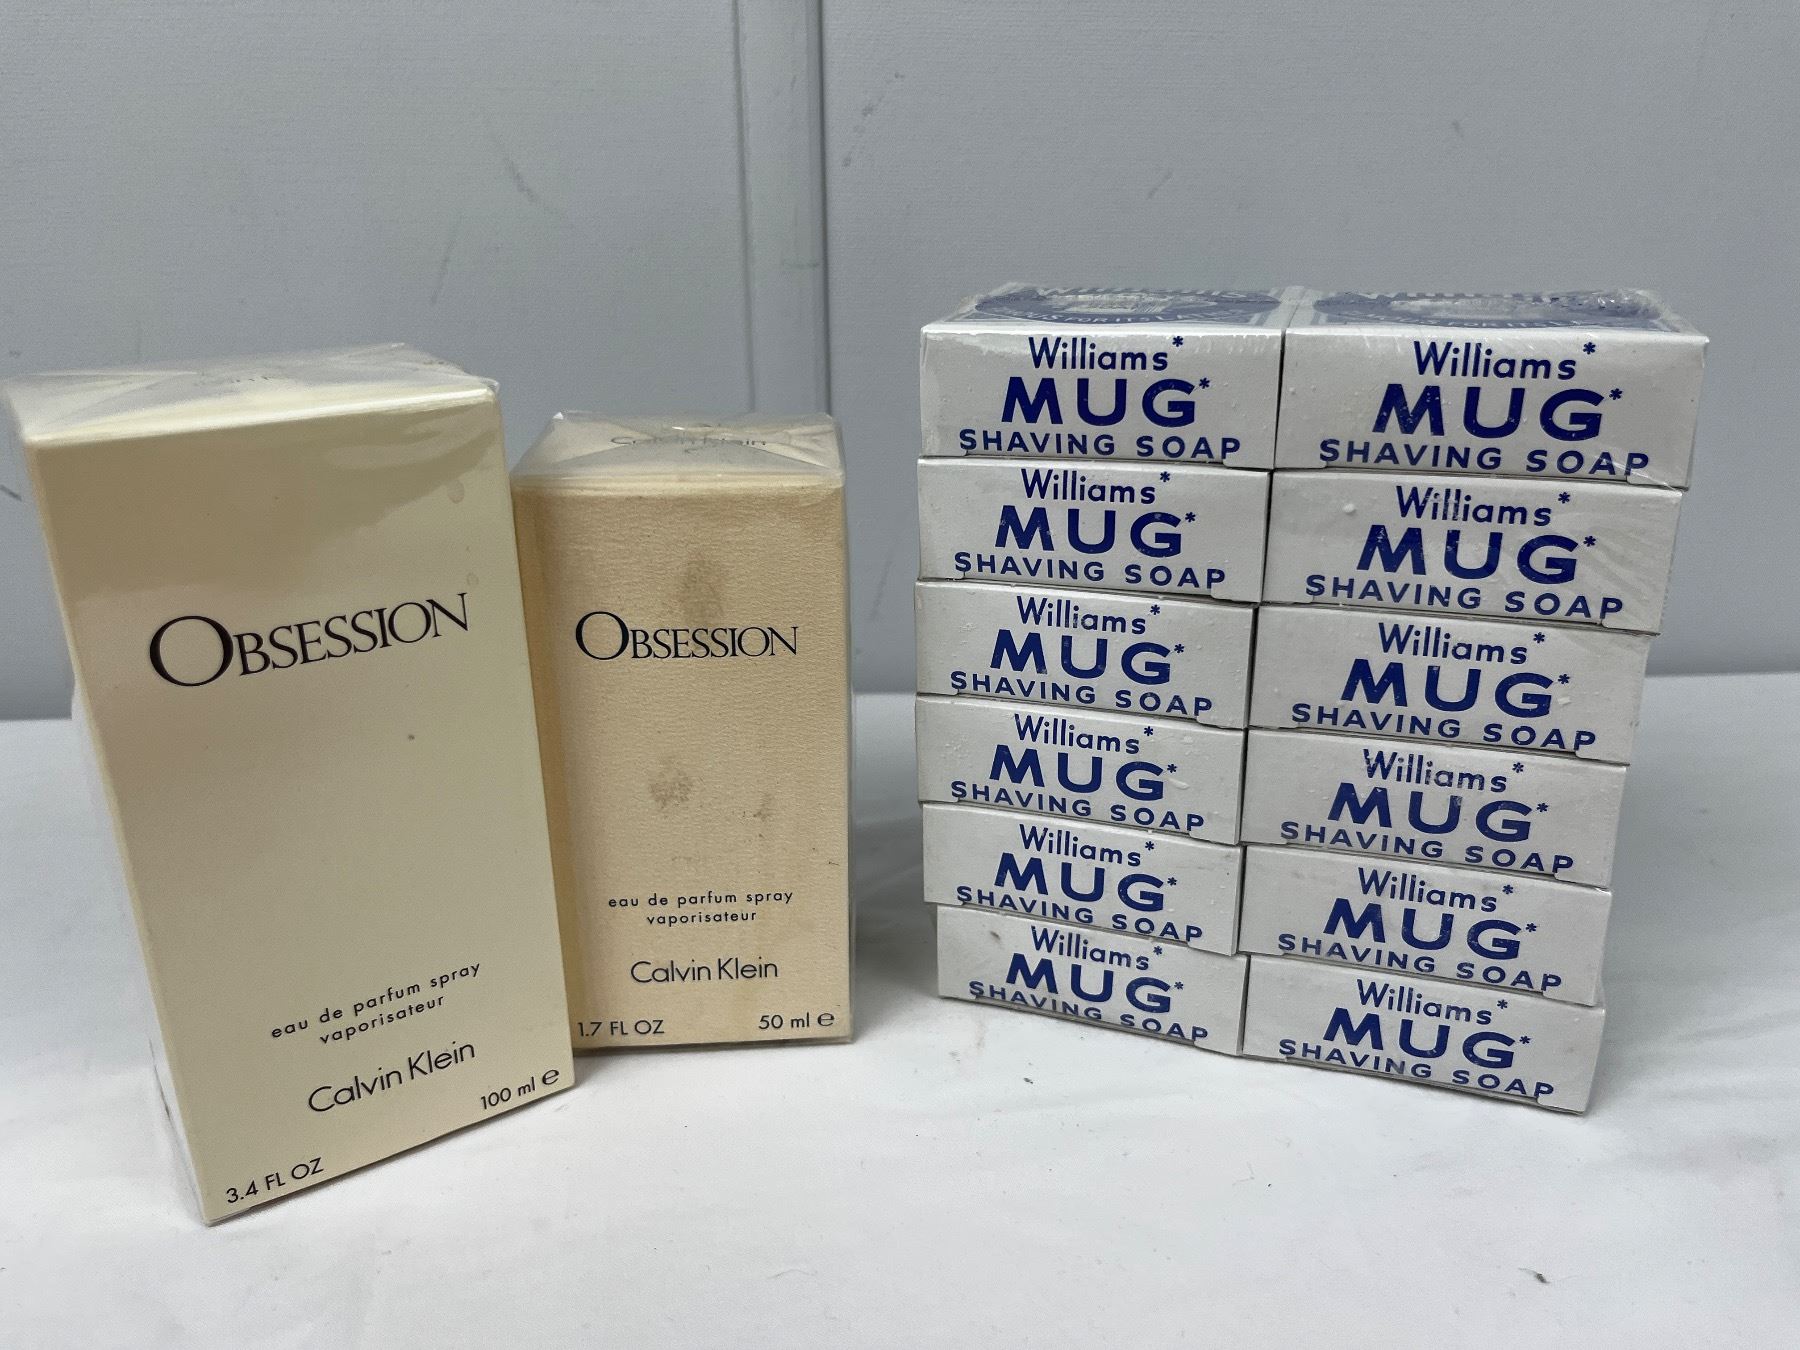 OBSESSION
eau de parfum spray
vaporisateur
Calvin Klein
100 ml e
3.4 FL OZ
Calvin Klein
OBSESSION
eau de parfum spray
vaporisateur
Calvin Klein
1.7 FL OZ 50 ml e
Williams*
MUG*
SHAVING SOAP
Williams*
MUG*
SHAVING SOAP
Williams*
MUG*
SHAVING SOAP
Williams*
MUG*
SHAVING SOAP
Williams*
MUG*
SHAVING SOAP
Williams*
MUG*
SHAVING SOAP
Williams*
MUG*
SHAVING SOAP
Williams*
MUG*
SHAVING SOAP
Williams*
MUG*
SHAVING SOAP
Williams*
MUG*
SHAVING SOAP
Williams*
MUG*
SHAVING SOAP
Williams*
MUG*
SHAVING SOAP